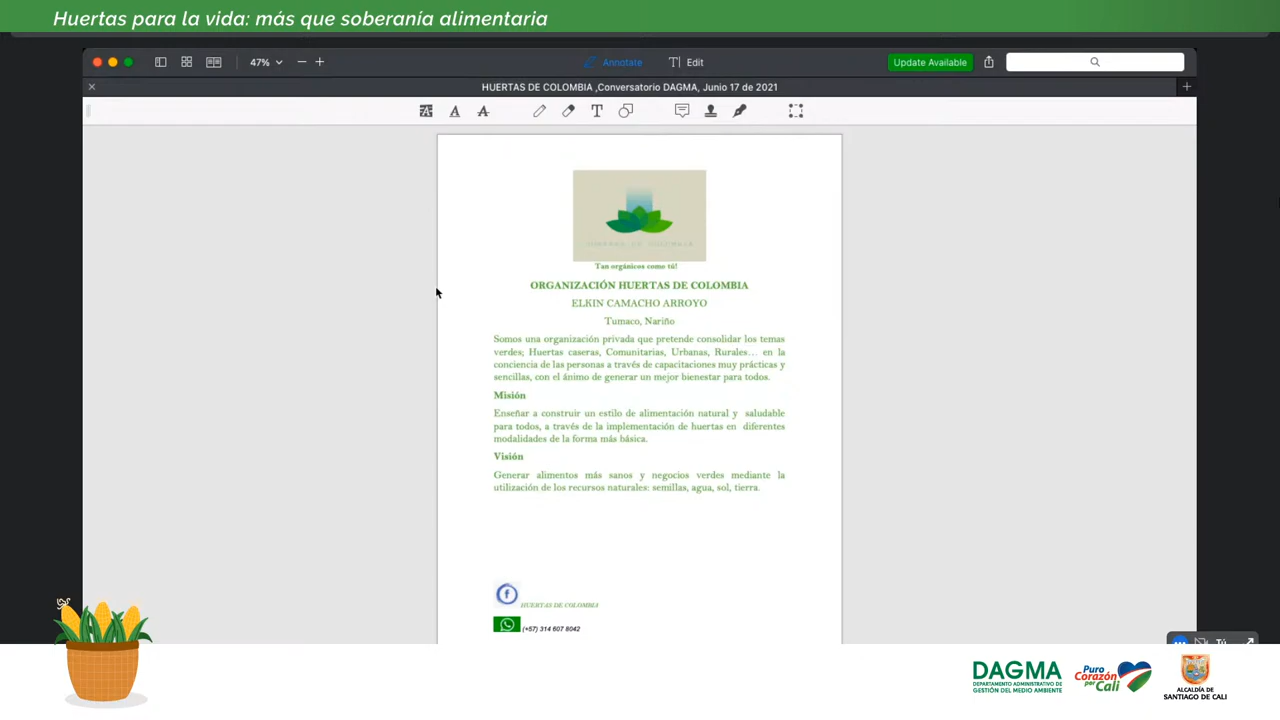 Huertas para la vida: más que soberanía alimentaria
47%
Annotate
Edit
Update Available
HUERTAS DE COLOMBIA ,Conversatorio DAGMA, Junio 17 de 2021
HUERTAS DE COLOMBIA
Tan orgánicos como tú!
ORGANIZACIÓN HUERTAS DE COLOMBIA
ELKIN CAMACHO ARROYO
Tumaco, Nariño
Somos una organización privada que pretende consolidar los temas
verdes; Huertas caseras, Comunitarias, Urbanas, Rurales... en la
conciencia de las personas a través de capacitaciones muy prácticas y
sencillas, con el ánimo de generar un mejor bienestar para todos.
Misión
Enseñar a construir un estilo de alimentación natural y saludable
para todos, a través de la implementación de huertas en diferentes
modalidades de la forma más básica.
Visión
Generar alimentos más sanos y negocios verdes mediante la
utilización de los recursos naturales: semillas, agua, sol, tierra.
HUERTAS DE COLOMBIA
(+57) 314 607 8042
Tú
DAGMA
DEPARTAMENTO ADMINISTRATIVO DE
GESTIÓN DEL MEDIO AMBIENTE
Puro
Corazón
por Cali
ALCALDÍA DE
SANTIAGO DE CALI